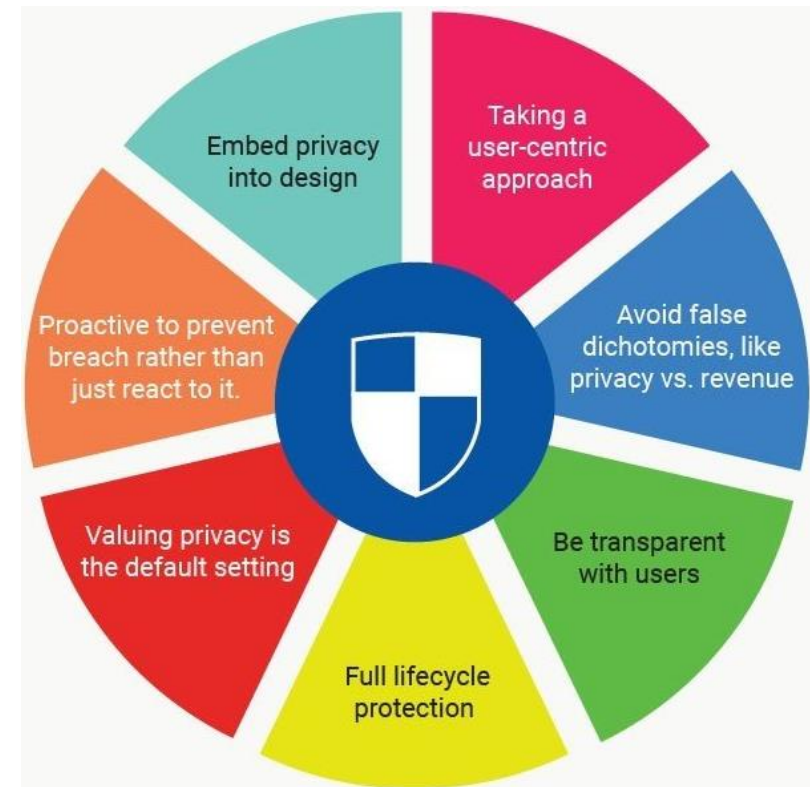 Embed privacy
into design
Taking a
user-centric
approach
Avoid false
dichotomies, like
privacy vs. revenue
Be transparent
with users
Full lifecycle
protection
Valuing privacy is
the default setting
Proactive to prevent
breach rather than
just react to it.